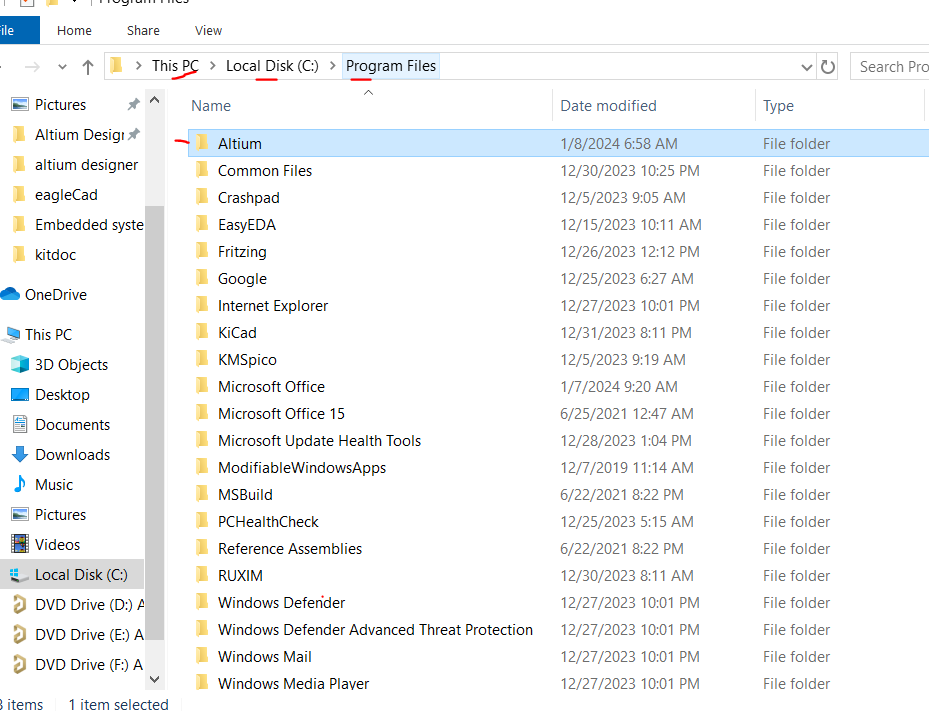 Program Files
File Home Share View
This PC > Local Disk (C:) > Program Files Search Pro
Name Date modified Type
Pictures
Altium Desigr
altium designer
eagleCad
Embedded syste
kitdoc
OneDrive
This PC
3D Objects
Desktop
Documents
Downloads
Music
Pictures
Videos
Local Disk (C:)
DVD Drive (D:) A
DVD Drive (E:) A
DVD Drive (F:) A
Altium 1/8/2024 6:58 AM File folder
Common Files 12/30/2023 10:25 PM File folder
Crashpad 12/5/2023 9:05 AM File folder
EasyEDA 12/15/2023 10:11 AM File folder
Fritzing 12/26/2023 12:12 PM File folder
Google 12/25/2023 6:27 AM File folder
Internet Explorer 12/27/2023 10:01 PM File folder
KiCad 12/31/2023 8:11 PM File folder
KMSpico 12/5/2023 9:19 AM File folder
Microsoft Office 1/7/2024 9:20 AM File folder
Microsoft Office 15 6/25/2021 12:47 AM File folder
Microsoft Update Health Tools 12/28/2023 1:04 PM File folder
ModifiableWindowsApps 12/7/2019 11:14 AM File folder
MSBuild 6/22/2021 8:22 PM File folder
PCHealthCheck 12/25/2023 5:15 AM File folder
Reference Assemblies 6/22/2021 8:22 PM File folder
RUXIM 12/30/2023 8:11 AM File folder
Windows Defender 12/27/2023 10:01 PM File folder
Windows Defender Advanced Threat Protection 12/27/2023 10:01 PM File folder
Windows Mail 12/27/2023 10:01 PM File folder
Windows Media Player 12/27/2023 10:01 PM File folder
items 1 item selected